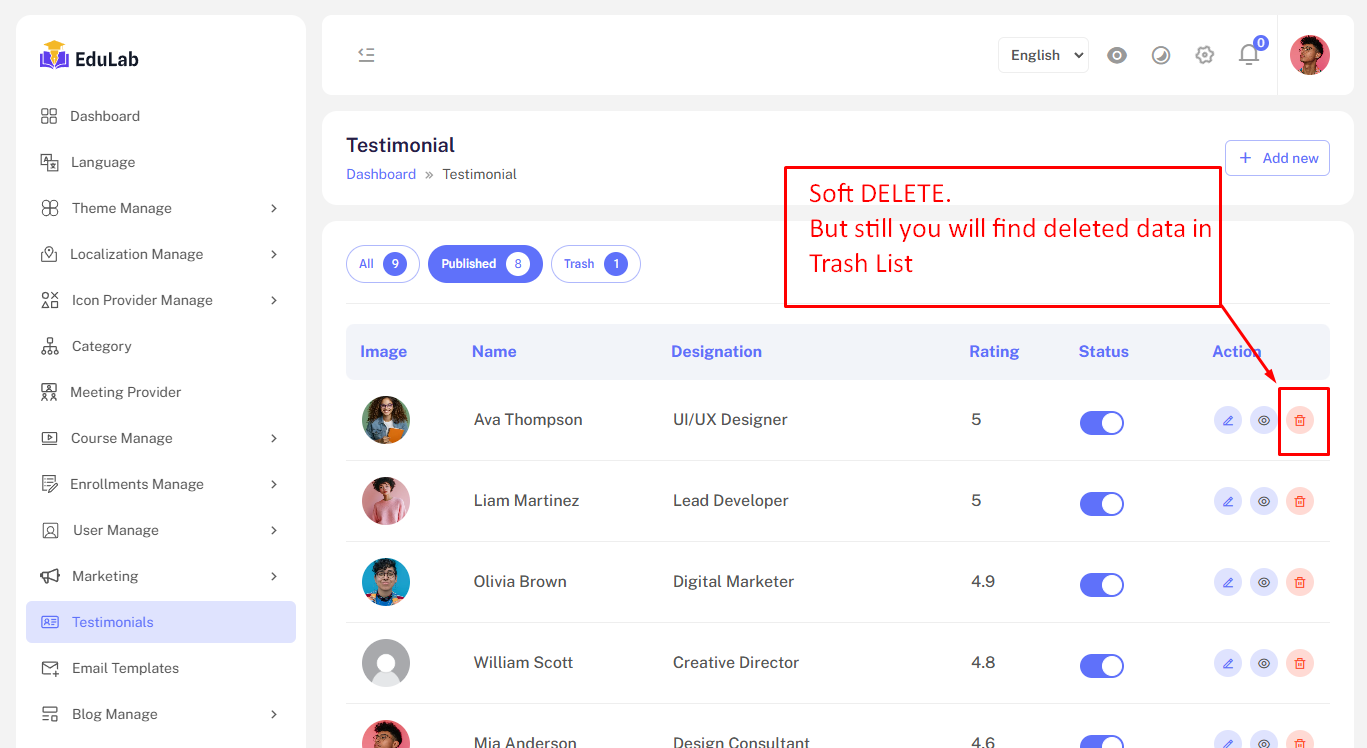 EduLab
Dashboard
Language
Theme Manage
Localization Manage
Icon Provider Manage
Category
Meeting Provider
Course Manage
Enrollments Manage
User Manage
Marketing
Testimonials
Email Templates
Blog Manage
English
0
Testimonial
Dashboard » Testimonial
+ Add new
Soft DELETE.
But still you will find deleted data in
Trash List
All 9 Published 8 Trash 1
Image Name Designation Rating Status Action
Ava Thompson UI/UX Designer 5
Liam Martinez Lead Developer 5
Olivia Brown Digital Marketer 4.9
William Scott Creative Director 4.8
Mia Anderson Design Consultant 4.6